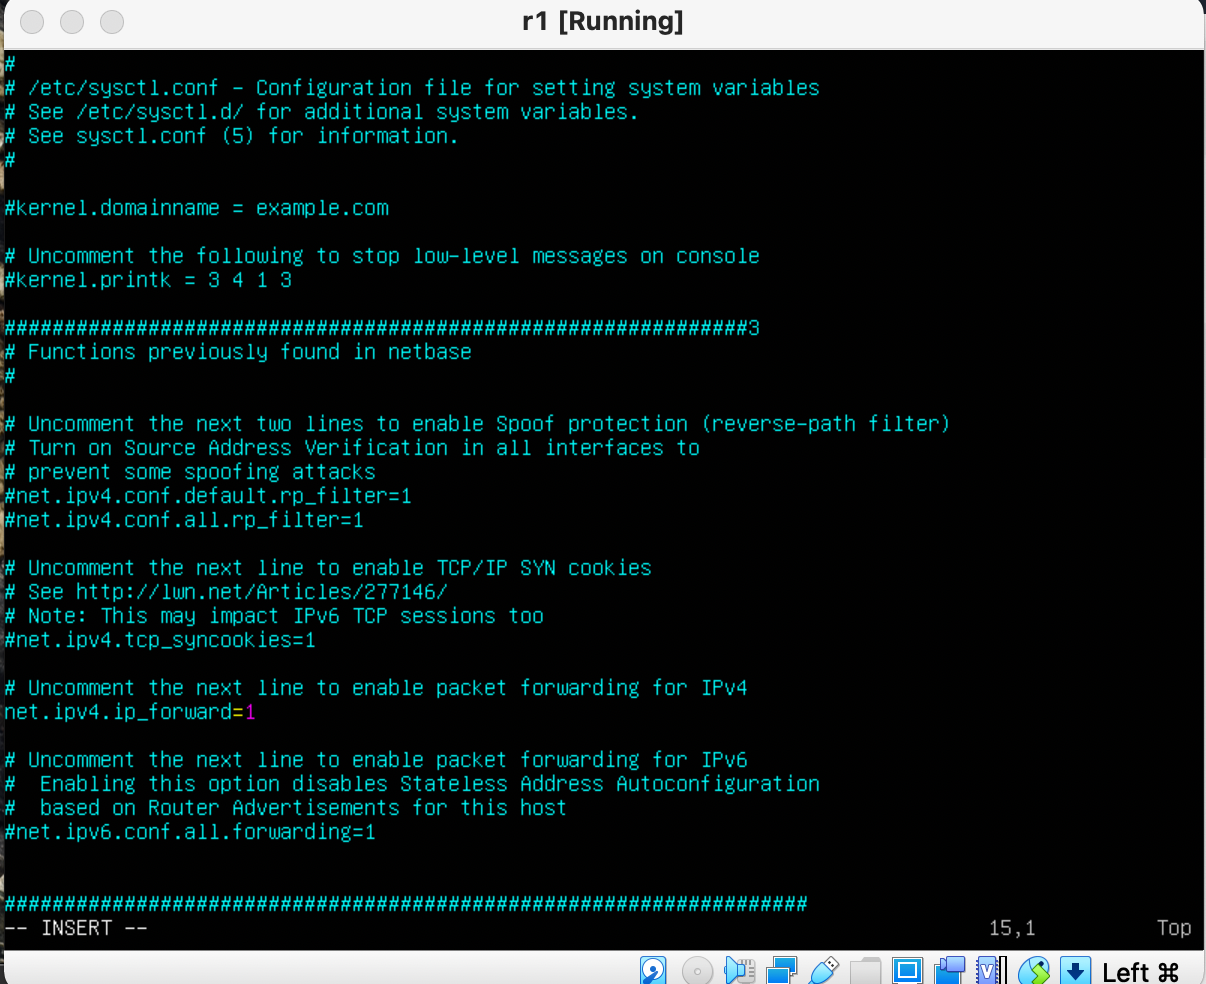 r1 [Running]
#
# /etc/sysctl.conf - Configuration file for setting system variables
# See /etc/sysctl.d/ for additional system variables.
# See sysctl.conf (5) for information.
#
#kernel.domainname = example.com
# Uncomment the following to stop low-level messages on console
#kernel.printk = 3 4 1 3
##############################################################3
# Functions previously found in netbase
#
# Uncomment the next two lines to enable Spoof protection (reverse-path filter)
# Turn on Source Address Verification in all interfaces to
# prevent some spoofing attacks
#net.ipv4.conf.default.rp_filter=1
#net.ipv4.conf.all.rp_filter=1
# Uncomment the next line to enable TCP/IP SYN cookies
# See http://lwn.net/Articles/277146/
# Note: This may impact IPv6 TCP sessions too
#net.ipv4.tcp_syncookies=1
# Uncomment the next line to enable packet forwarding for IPv4
net.ipv4.ip_forward=1
# Uncomment the next line to enable packet forwarding for IPv6
#  Enabling this option disables Stateless Address Autoconfiguration
#  based on Router Advertisements for this host
#net.ipv6.conf.all.forwarding=1
###################################################################
-- INSERT -- 15,1 Top
Left ⌘